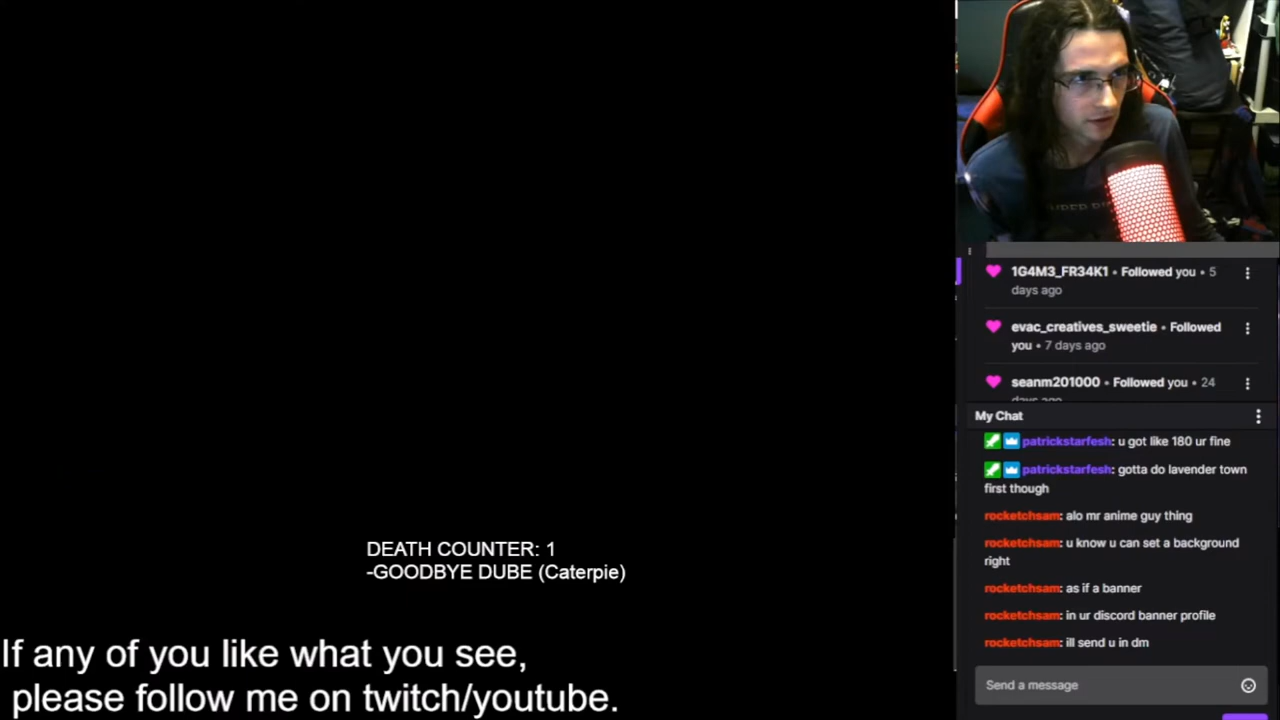 1G4M3_FR34K1 • Followed you • 5
days ago
evac_creatives_sweetie • Followed
you • 7 days ago
seanm201000 • Followed you • 24
days ago
My Chat
patrickstarfesh: u got like 180 ur fine
patrickstarfesh: gotta do lavender town
first though
rocketchsam: alo mr anime guy thing
rocketchsam: u know u can set a background
right
rocketchsam: as if a banner
rocketchsam: in ur discord banner profile
rocketchsam: ill send u in dm
Send a message
DEATH COUNTER: 1
-GOODBYE DUBE (Caterpie)
If any of you like what you see,
please follow me on twitch/youtube.